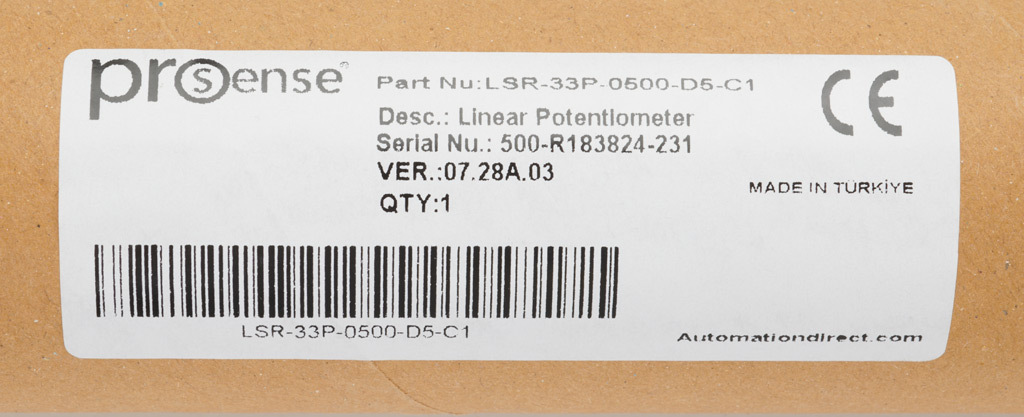 prosense®
Part Nu:LSR-33P-0500-D5-C1
Desc.: Linear Potentiometer
Serial Nu.: 500-R183824-231
VER.:07.28A.03
QTY:1
CE
MADE IN TÜRKİYE
LSR-33P-0500-D5-C1
Automationdirect.com